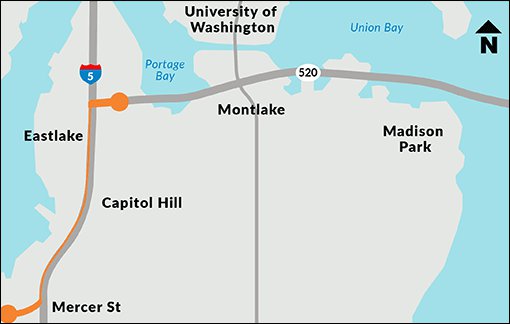 University of
Washington
Union Bay
N
Portage
Bay
5
520
Montlake
Eastlake
Madison
Park
Capitol Hill
Mercer St